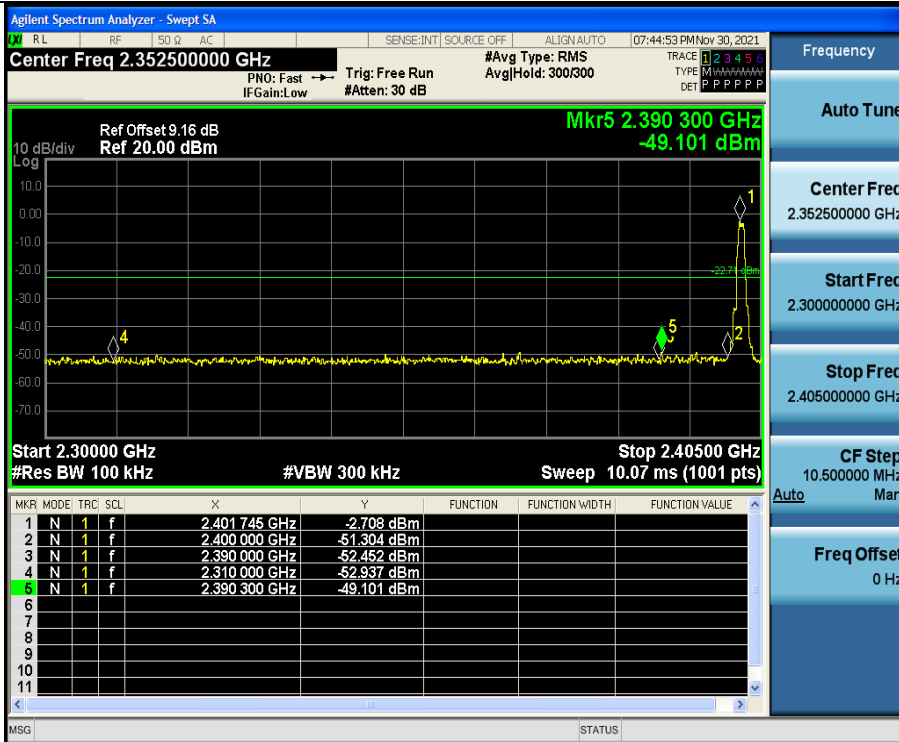 Agilent Spectrum Analyzer - Swept SA
LXI RL RF 50 Ω AC SENSE:INT SOURCE OFF ALIGN AUTO 07:44:53 PM Nov 30, 2021
Center Freq 2.352500000 GHz #Avg Type: RMS TRACE 1 2 3 4 5 6
PNO: Fast Trig: Free Run Avg|Hold: 300/300 TYPE M
IFGain:Low #Atten: 30 dB DET P P P P P P
Mkr5 2.390 300 GHz
-49.101 dBm
Ref Offset 9.16 dB
10 dB/div Ref 20.00 dBm
Log
10.0
0.00
-10.0
-20.0
-30.0
-40.0
-50.0
-60.0
-70.0
1
-22.71 dBm
4
5
2
Start 2.30000 GHz Stop 2.40500 GHz
#Res BW 100 kHz #VBW 300 kHz Sweep 10.07 ms (1001 pts)
MKR MODE TRC SCL X Y FUNCTION FUNCTION WIDTH FUNCTION VALUE
1 N 1 f 2.401 745 GHz -2.708 dBm
2 N 1 f 2.400 000 GHz -51.304 dBm
3 N 1 f 2.390 000 GHz -52.452 dBm
4 N 1 f 2.310 000 GHz -52.937 dBm
5 N 1 f 2.390 300 GHz -49.101 dBm
6
7
8
9
10
11
MSG STATUS
Frequency
Auto Tune
Center Freq
2.352500000 GHz
Start Freq
2.300000000 GHz
Stop Freq
2.405000000 GHz
CF Step
10.500000 MHz
Auto Man
Freq Offset
0 Hz